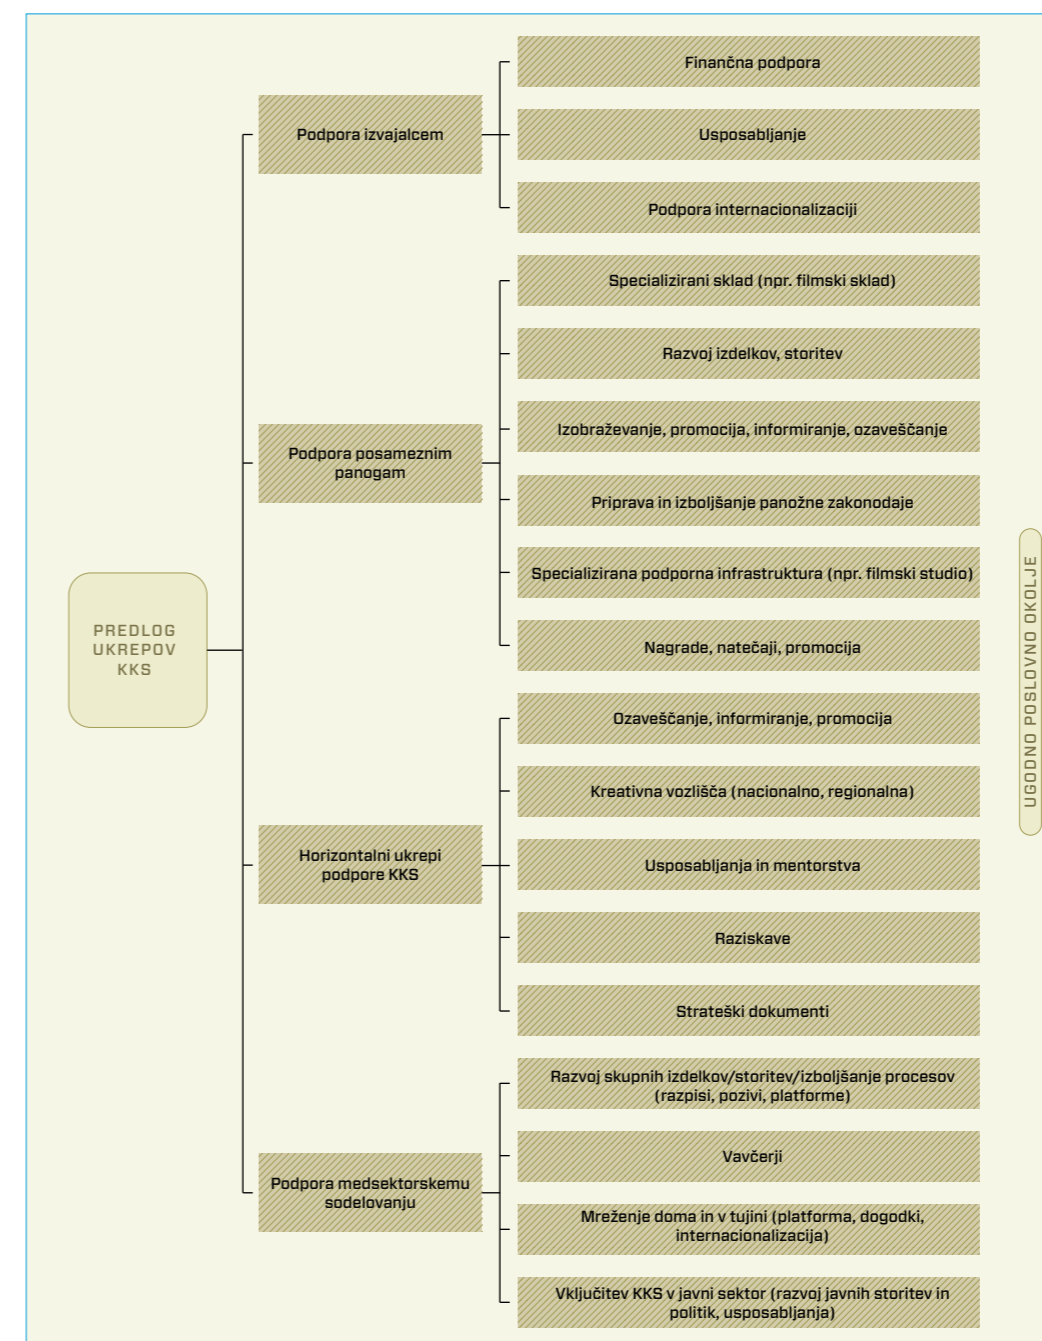 PREDLOG
UKREPOV
KKS
Podpora izvajalcem
Finančna podpora
Usposabljanje
Podpora internacionalizaciji
Podpora posameznim
panogam
Specializirani sklad (npr. filmski sklad)
Razvoj izdelkov, storitev
Izobraževanje, promocija, informiranje, ozaveščanje
Priprava in izboljšanje panožne zakonodaje
Specializirana podporna infrastruktura (npr. filmski studio)
Nagrade, natečaji, promocija
Horizontalni ukrepi
podpore KKS
Ozaveščanje, informiranje, promocija
Kreativna vozlišča (nacionalno, regionalna)
Usposabljanja in mentorstva
Raziskave
Strateški dokumenti
Podpora medsektorskemu
sodelovanju
Razvoj skupnih izdelkov/storitev/izboljšanje procesov
(razpisi, pozivi, platforme)
Vavčerji
Mreženje doma in v tujini (platforma, dogodki,
internacionalizacija)
Vključitev KKS v javni sektor (razvoj javnih storitev in
politik, usposabljanja)
UGODNO POSLOVNO OKOLJE